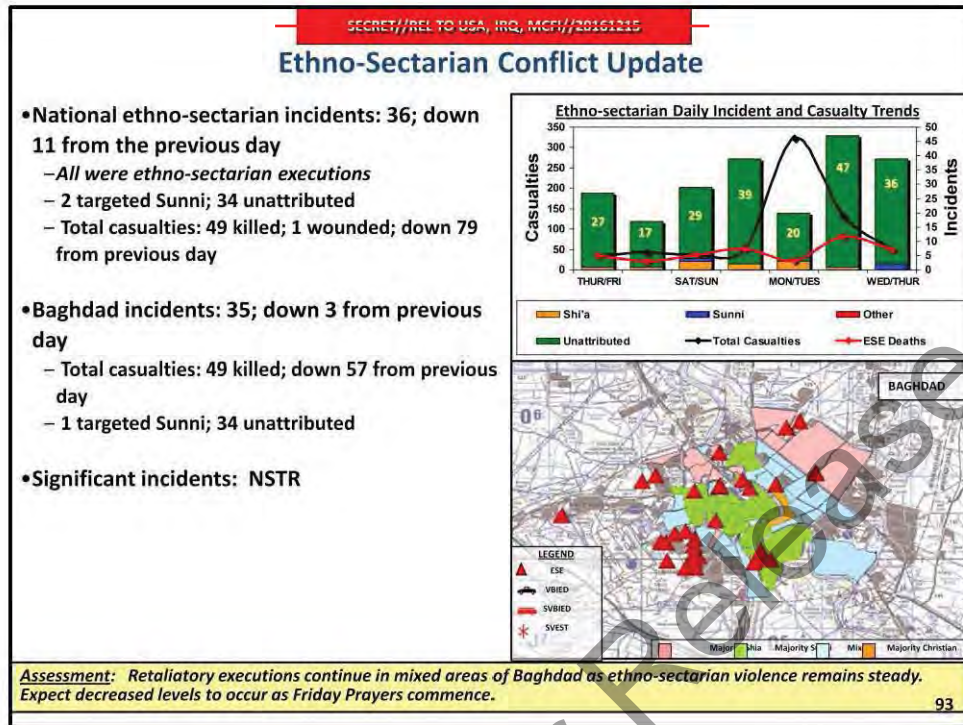 SECRET//REL TO USA, IRQ, MCFI//20161215
Ethno-Sectarian Conflict Update
•National ethno-sectarian incidents: 36; down
11 from the previous day
–All were ethno-sectarian executions
– 2 targeted Sunni; 34 unattributed
– Total casualties: 49 killed; 1 wounded; down 79
from previous day
•Baghdad incidents: 35; down 3 from previous
day
– Total casualties: 49 killed; down 57 from previous
day
– 1 targeted Sunni; 34 unattributed
•Significant incidents: NSTR
Ethno-sectarian Daily Incident and Casualty Trends
Casualties
350
300
250
200
150
100
50
0
27
17
29
39
20
47
36
50
45
40
35
30
25
20
15
10
5
0
Incidents
THUR/FRI SAT/SUN MON/TUES WED/THUR
Shi'a Sunni Other
Unattributed Total Casualties ESE Deaths
BAGHDAD
LEGEND
ESE
VBIED
SVBIED
SVEST
Majority Shia Majority Mix Majority Christian
Assessment: Retaliatory executions continue in mixed areas of Baghdad as ethno-sectarian violence remains steady.
Expect decreased levels to occur as Friday Prayers commence.
93
Release